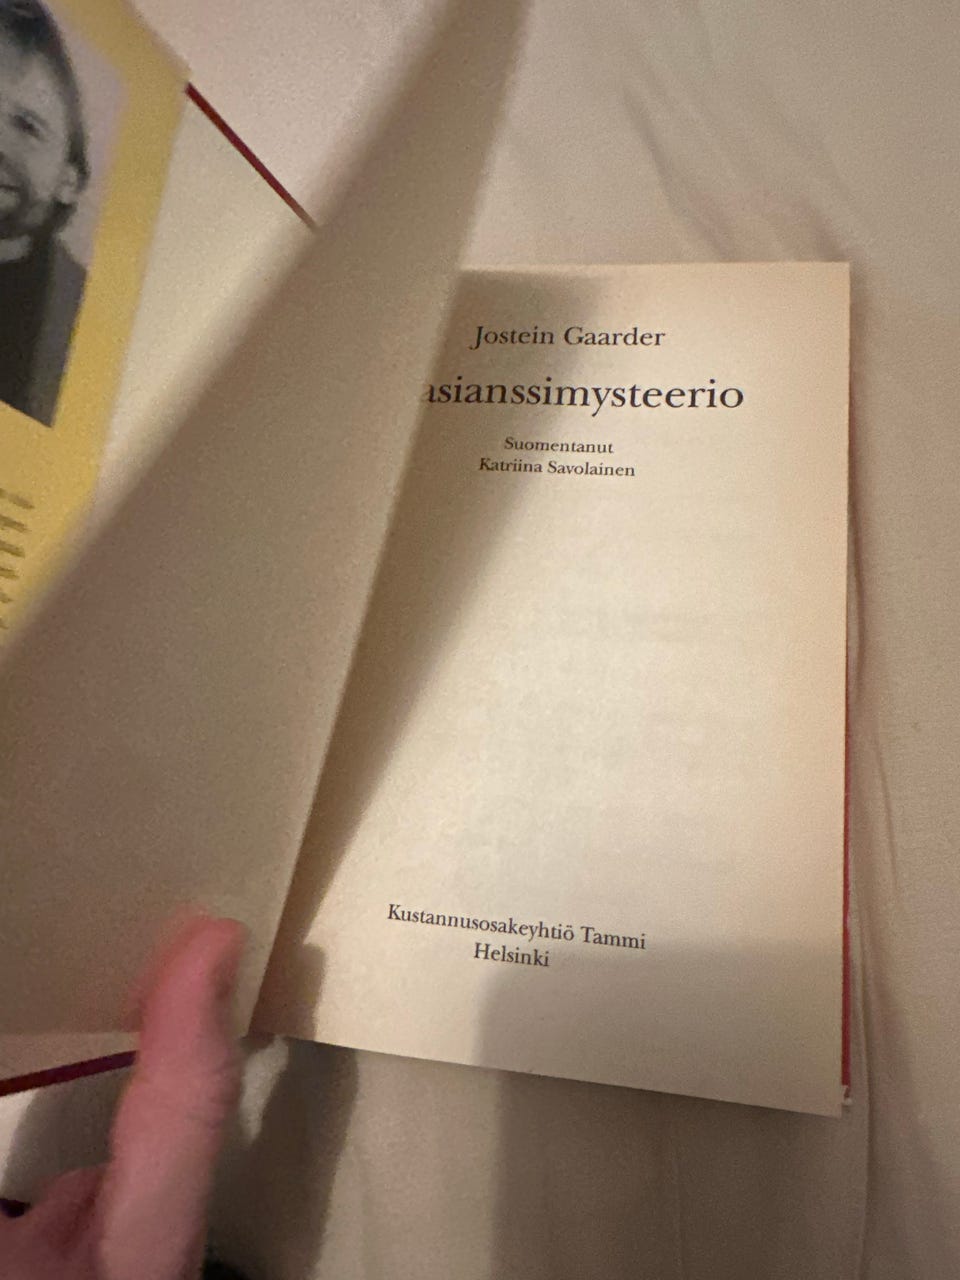 Jostein Gaarder
asianssimysteerio
Suomentanut
Katriina Savolainen
Kustannusosakeyhtiö Tammi
Helsinki